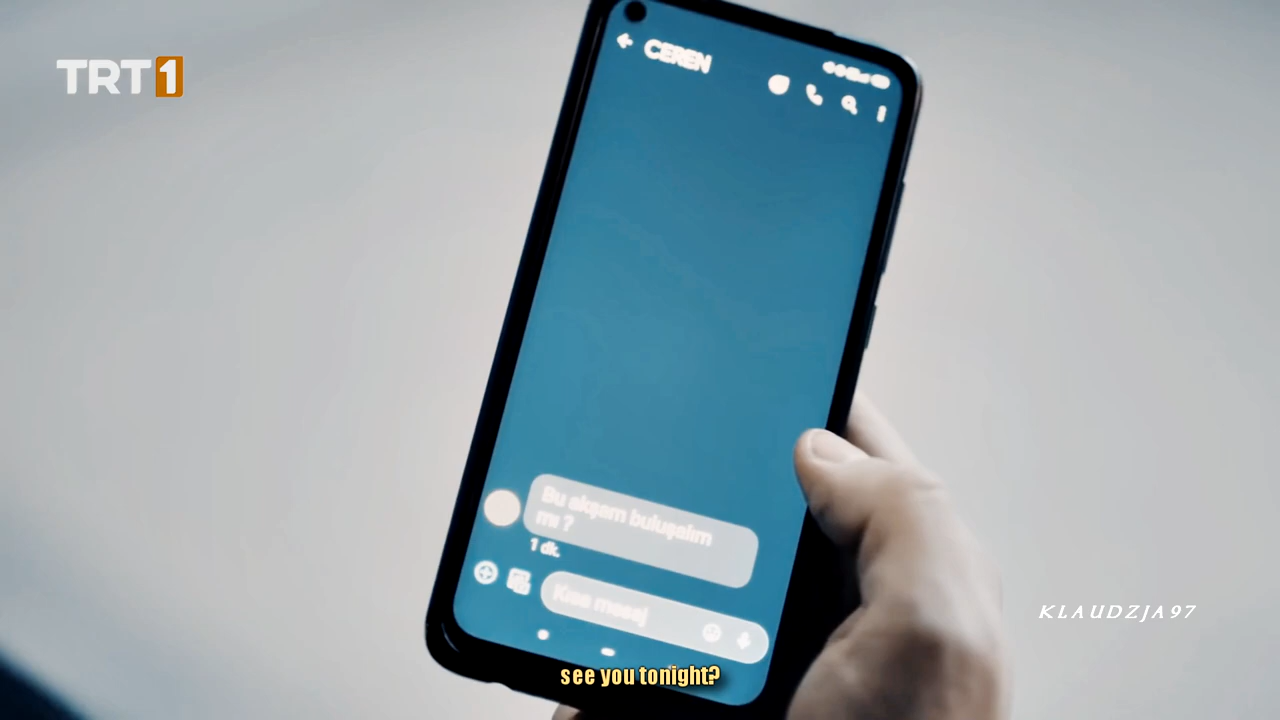 TRT1
CEREN
Bu akşam buluşalım
mı ?
1 dk.
Kısa mesaj
KLAUDZJA97
see you tonight?